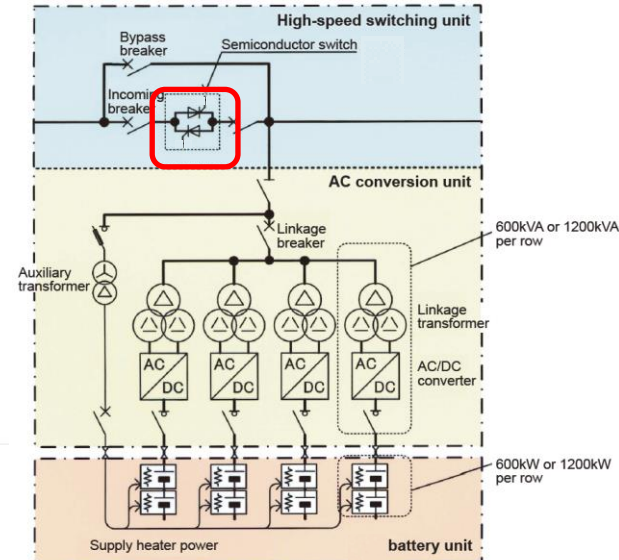 High-speed switching unit
Bypass
breaker
Semiconductor switch
Incoming
breaker
AC conversion unit
Linkage
breaker
600kVA or 1200kVA
per row
Auxiliary
transformer
Linkage
transformer
AC
DC
AC
DC
AC
DC
AC
DC
AC/DC
converter
600kW or 1200kW
per row
Supply heater power
battery unit